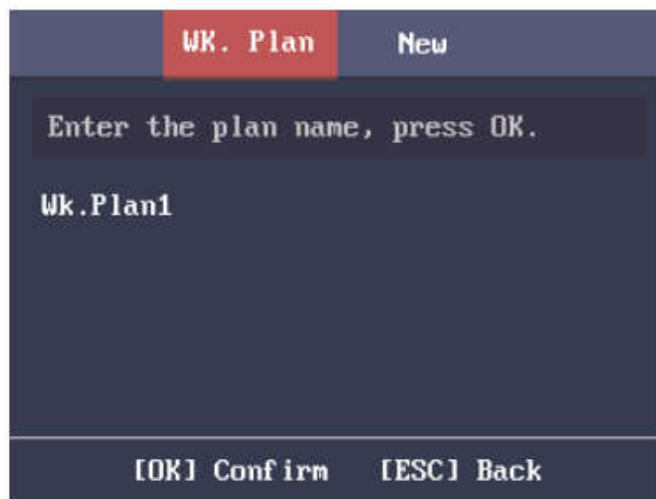 WK. Plan New
Enter the plan name, press OK.
Wk.Plan1
[OK] Confirm [ESC] Back